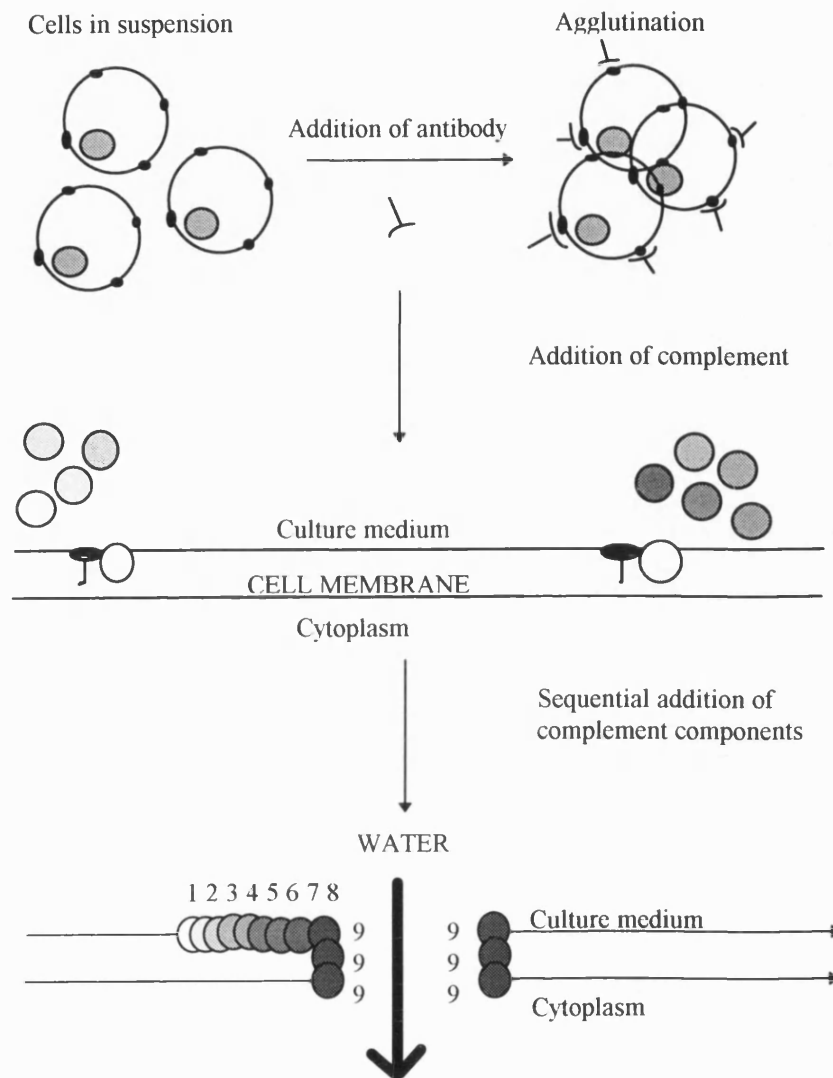 Cells in suspension
Agglutination
Addition of antibody
Addition of complement
Culture medium
CELL MEMBRANE
Cytoplasm
Sequential addition of
complement components
WATER
1 2 3 4 5 6 7 8
9 9 Culture medium
9 9
9 9 Cytoplasm